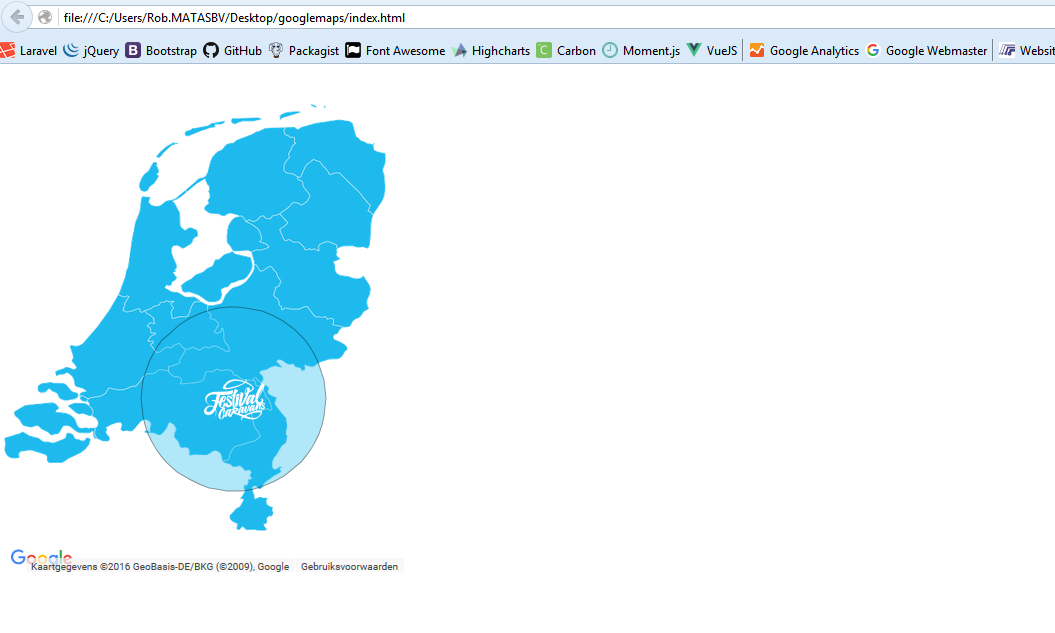 file:///C:/Users/Rob.MATASBV/Desktop/googlemaps/index.html
Laravel jQuery Bootstrap GitHub Packagist Font Awesome Highcharts Carbon Moment.js VueJS Google Analytics Google Webmaster Websit
Festival
Caravans
Google
Kaartgegevens ©2016 GeoBasis-DE/BKG (©2009), Google Gebruiksvoorwaarden